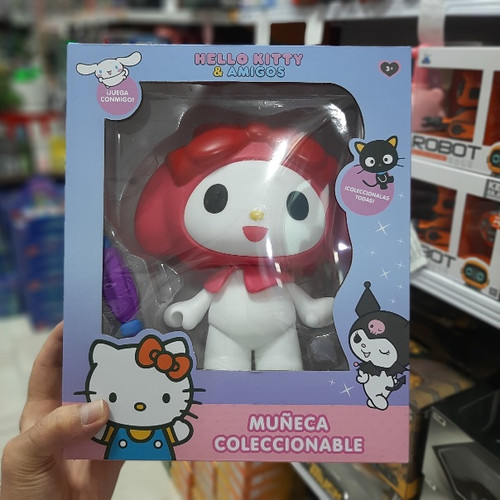 HELLO KITTY
& AMIGOS
¡JUEGA
CONMIGO!
3+
¡COLECCIONALAS
TODAS!
MUÑECA
COLECCIONABLE
ROBOT
BOT